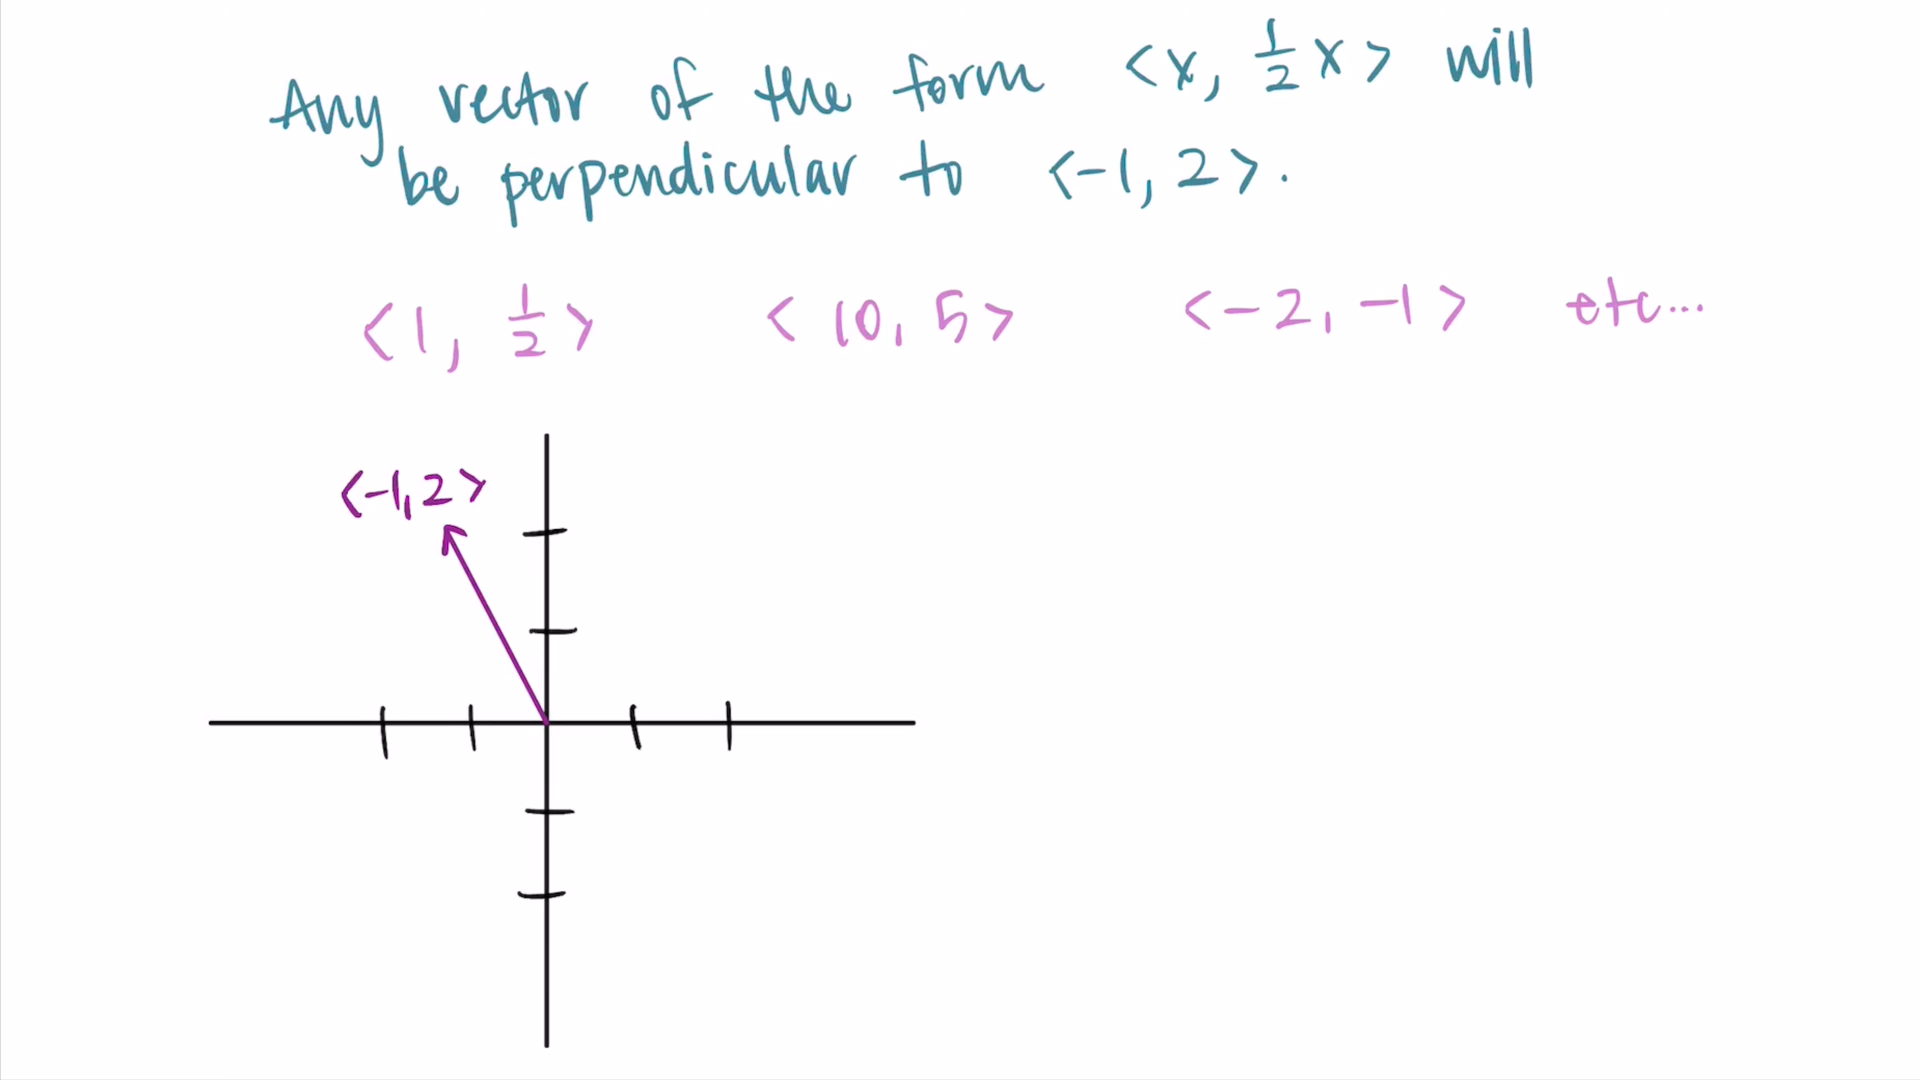 Any vector of the form <x, 1/2 x> will
be perpendicular to <-1, 2>.
<1, 1/2> <10, 5> <-2, -1> etc...
<-1, 2>